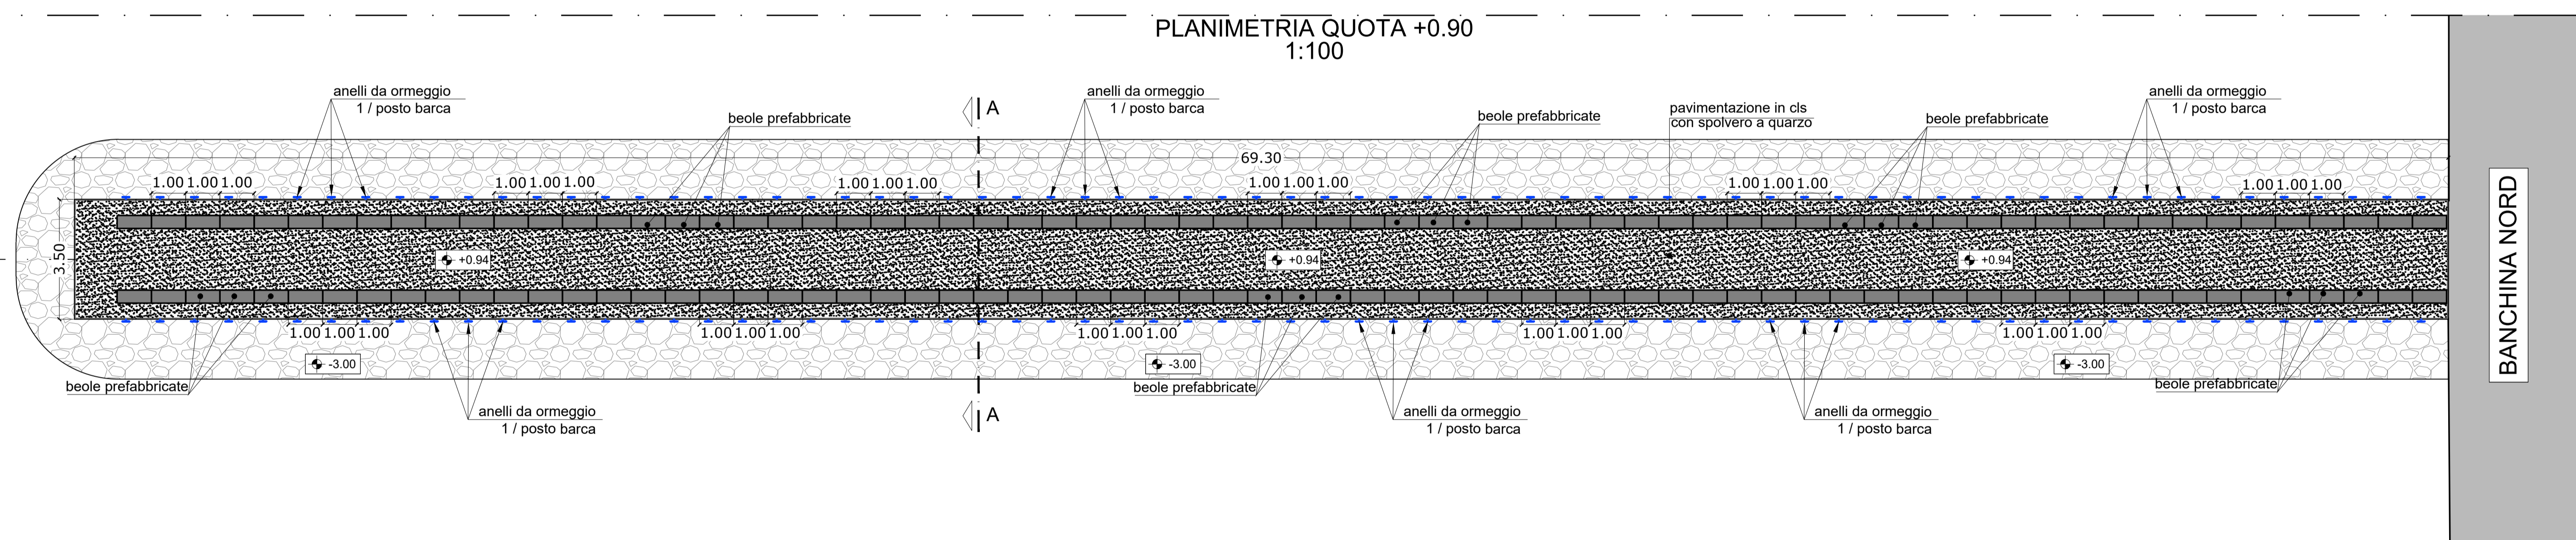 PLANIMETRIA QUOTA +0.90
1:100
anelli da ormeggio
1 / posto barca
beole prefabbricate
A
anelli da ormeggio
1 / posto barca
beole prefabbricate
pavimentazione in cls
con spolvero a quarzo
beole prefabbricate
anelli da ormeggio
1 / posto barca
69.30
1.00 1.00 1.00
1.00 1.00 1.00
1.00 1.00 1.00
1.00 1.00 1.00
1.00 1.00 1.00
1.00 1.00 1.00
3.50
+0.94
+0.94
+0.94
BANCHINA NORD
1.00 1.00 1.00
1.00 1.00 1.00
1.00 1.00 1.00
1.00 1.00 1.00
1.00 1.00 1.00
-3.00
-3.00
-3.00
beole prefabbricate
beole prefabbricate
beole prefabbricate
anelli da ormeggio
1 / posto barca
A
anelli da ormeggio
1 / posto barca
anelli da ormeggio
1 / posto barca